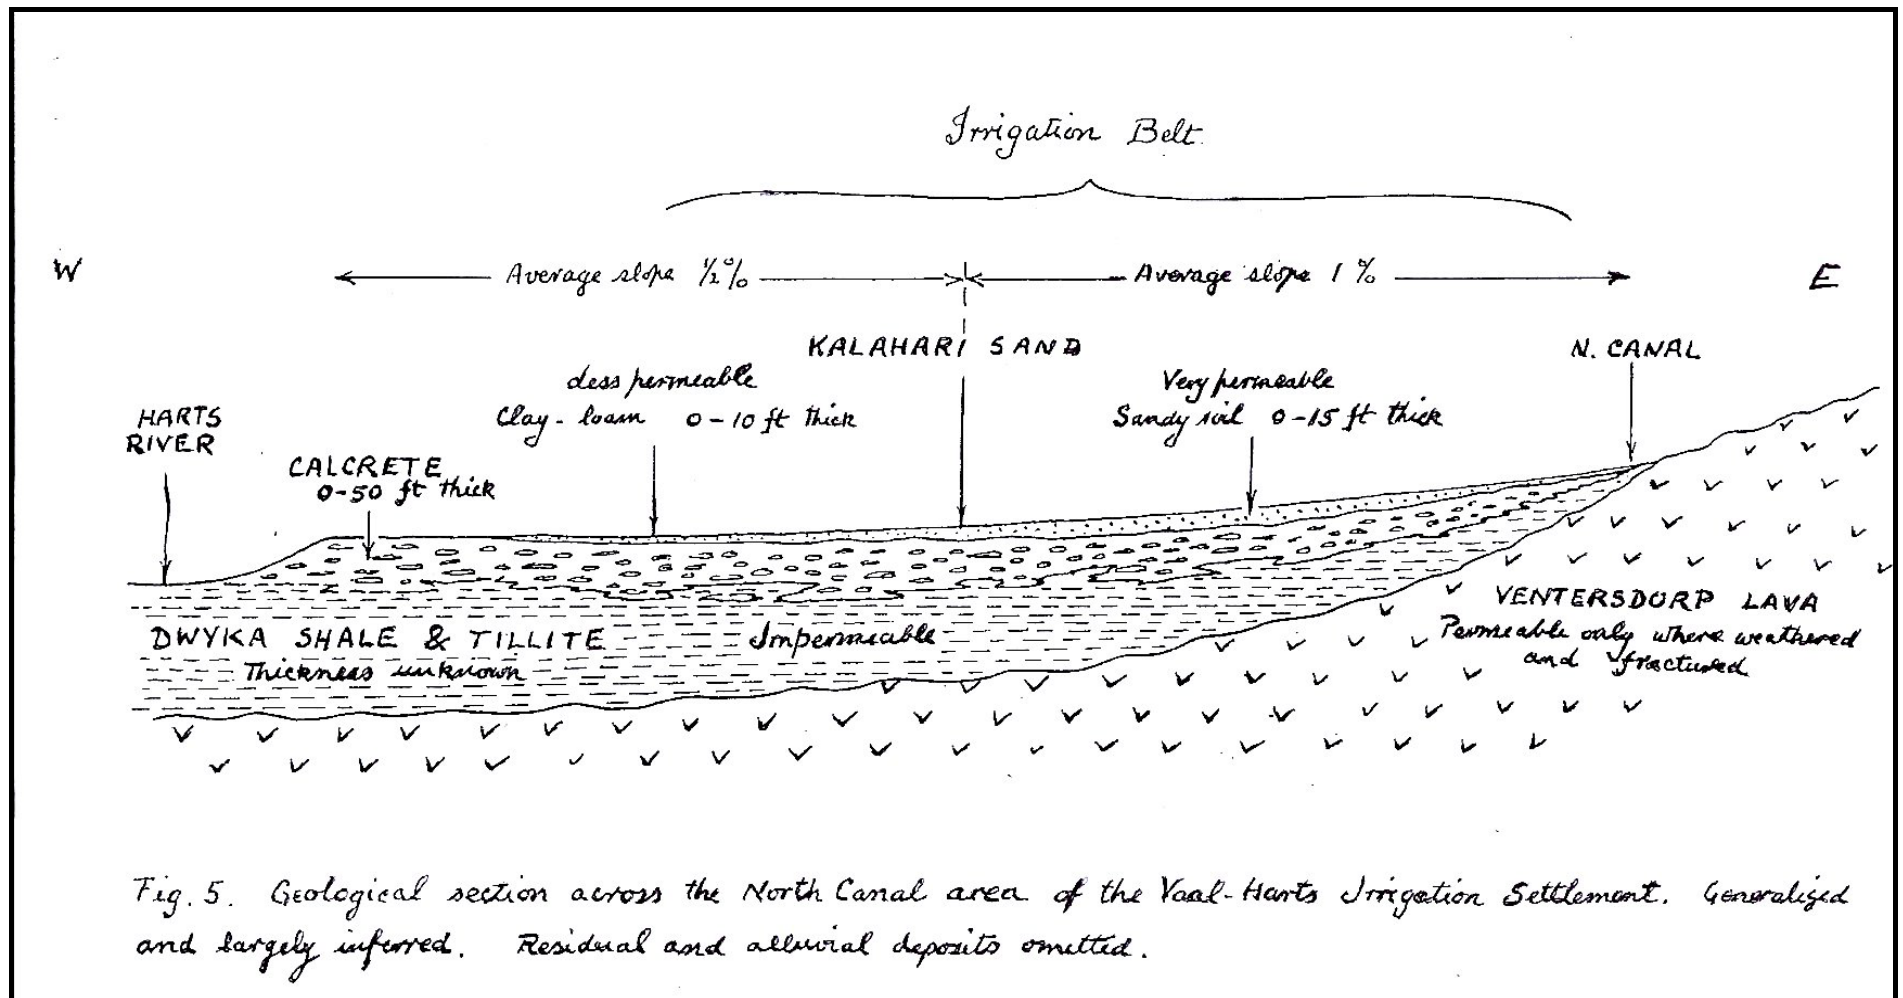 Irrigation Belt.
W
Average slope ½%
Average slope 1 %
E
KALAHARI SAND
N. CANAL
Less permeable
Clay-loam 0-10 ft thick
Very permeable
Sandy soil 0-15 ft thick
HARTS
RIVER
CALCRETE
0-50 ft thick
DWYKA SHALE & TILLITE
Thickness unknown
Impermeable
VENTERSDORP LAVA
Permeable only where weathered
and fractured
Fig. 5. Geological section across the North Canal area of the Vaal-Harts Irrigation Settlement. Generalized
and largely inferred. Residual and alluvial deposits omitted.